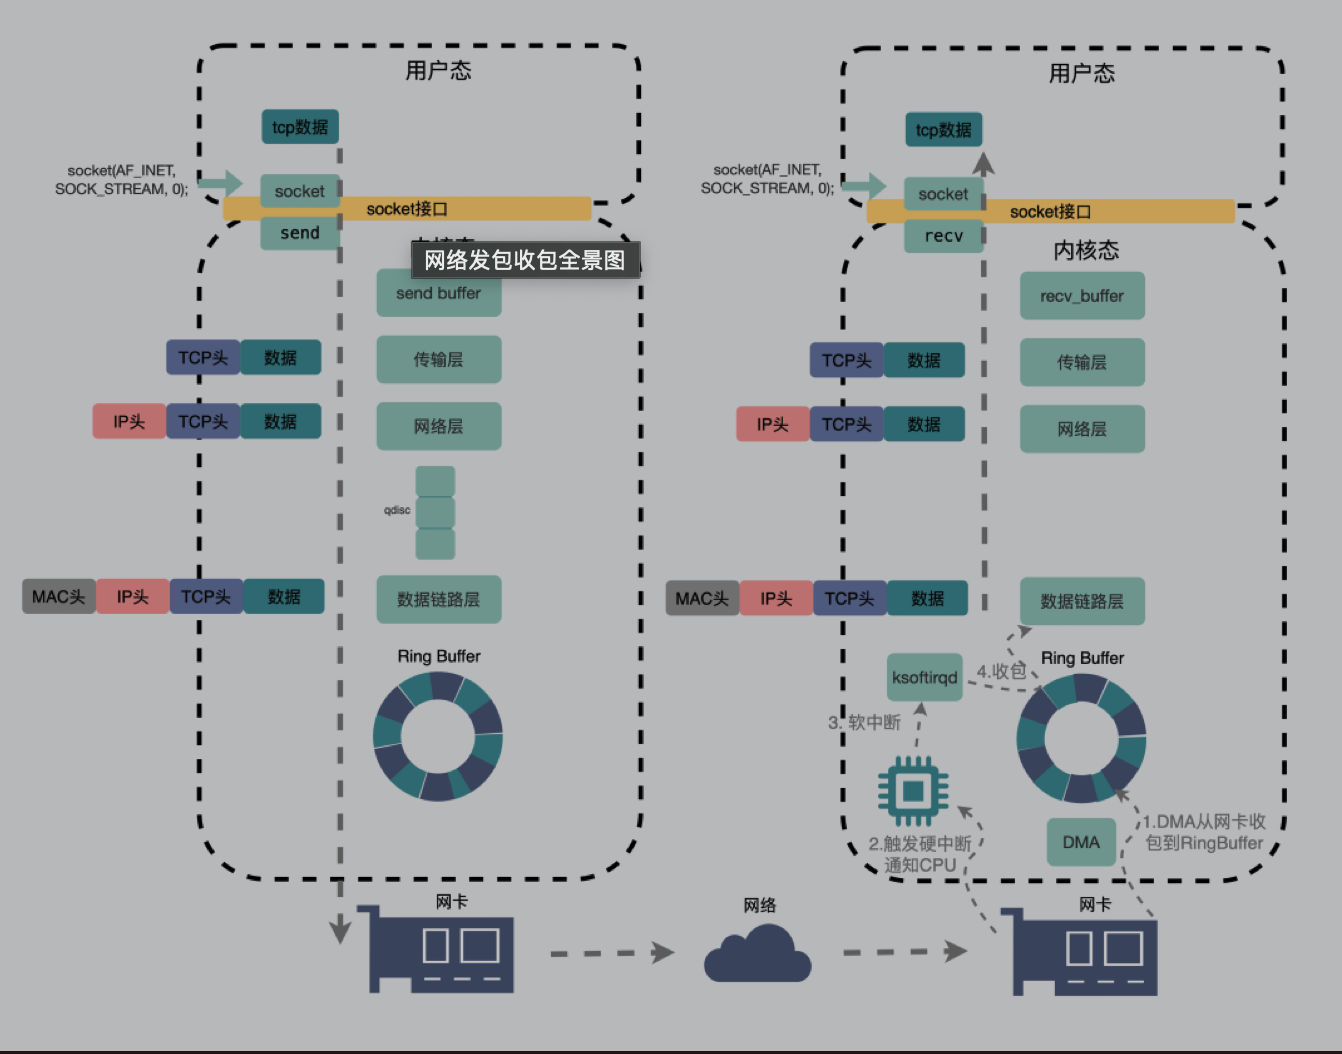 用户态
tcp数据
socket(AF_INET,
SOCK_STREAM, 0);
socket
socket接口
send
网络发包收包全景图
send buffer
TCP头 数据
传输层
IP头 TCP头 数据
网络层
qdisc
MAC头 IP头 TCP头 数据
数据链路层
Ring Buffer
网卡
网络
用户态
tcp数据
socket(AF_INET,
SOCK_STREAM, 0);
socket
socket接口
recv
内核态
recv_buffer
TCP头 数据
传输层
IP头 TCP头 数据
网络层
MAC头 IP头 TCP头 数据
数据链路层
ksoftirqd
4.收包
Ring Buffer
3. 软中断
2.触发硬中断
通知CPU
DMA
1.DMA从网卡收
包到RingBuffer
网卡